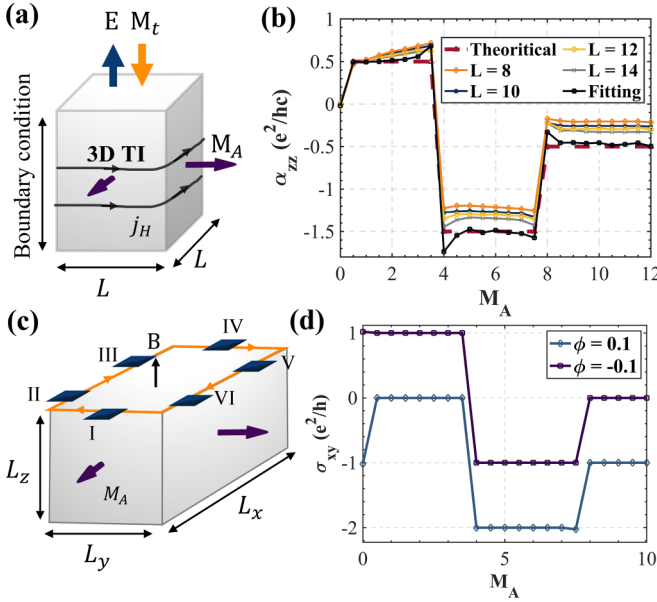 (a)
E M_t
Boundary condition
3D TI
M_A
j_H
L
L
(b)
α_zz (e²/hc)
1
0.5
0
-0.5
-1
-1.5
Theoritical
L = 8
L = 10
L = 12
L = 14
Fitting
0 2 4 6 8 10 12
M_A
(c)
B
IV
III
V
II
VI
I
L_z
M_A
L_x
L_y
(d)
σ_xy (e²/h)
1
0
-1
-2
ϕ = 0.1
ϕ = -0.1
0 5 10
M_A